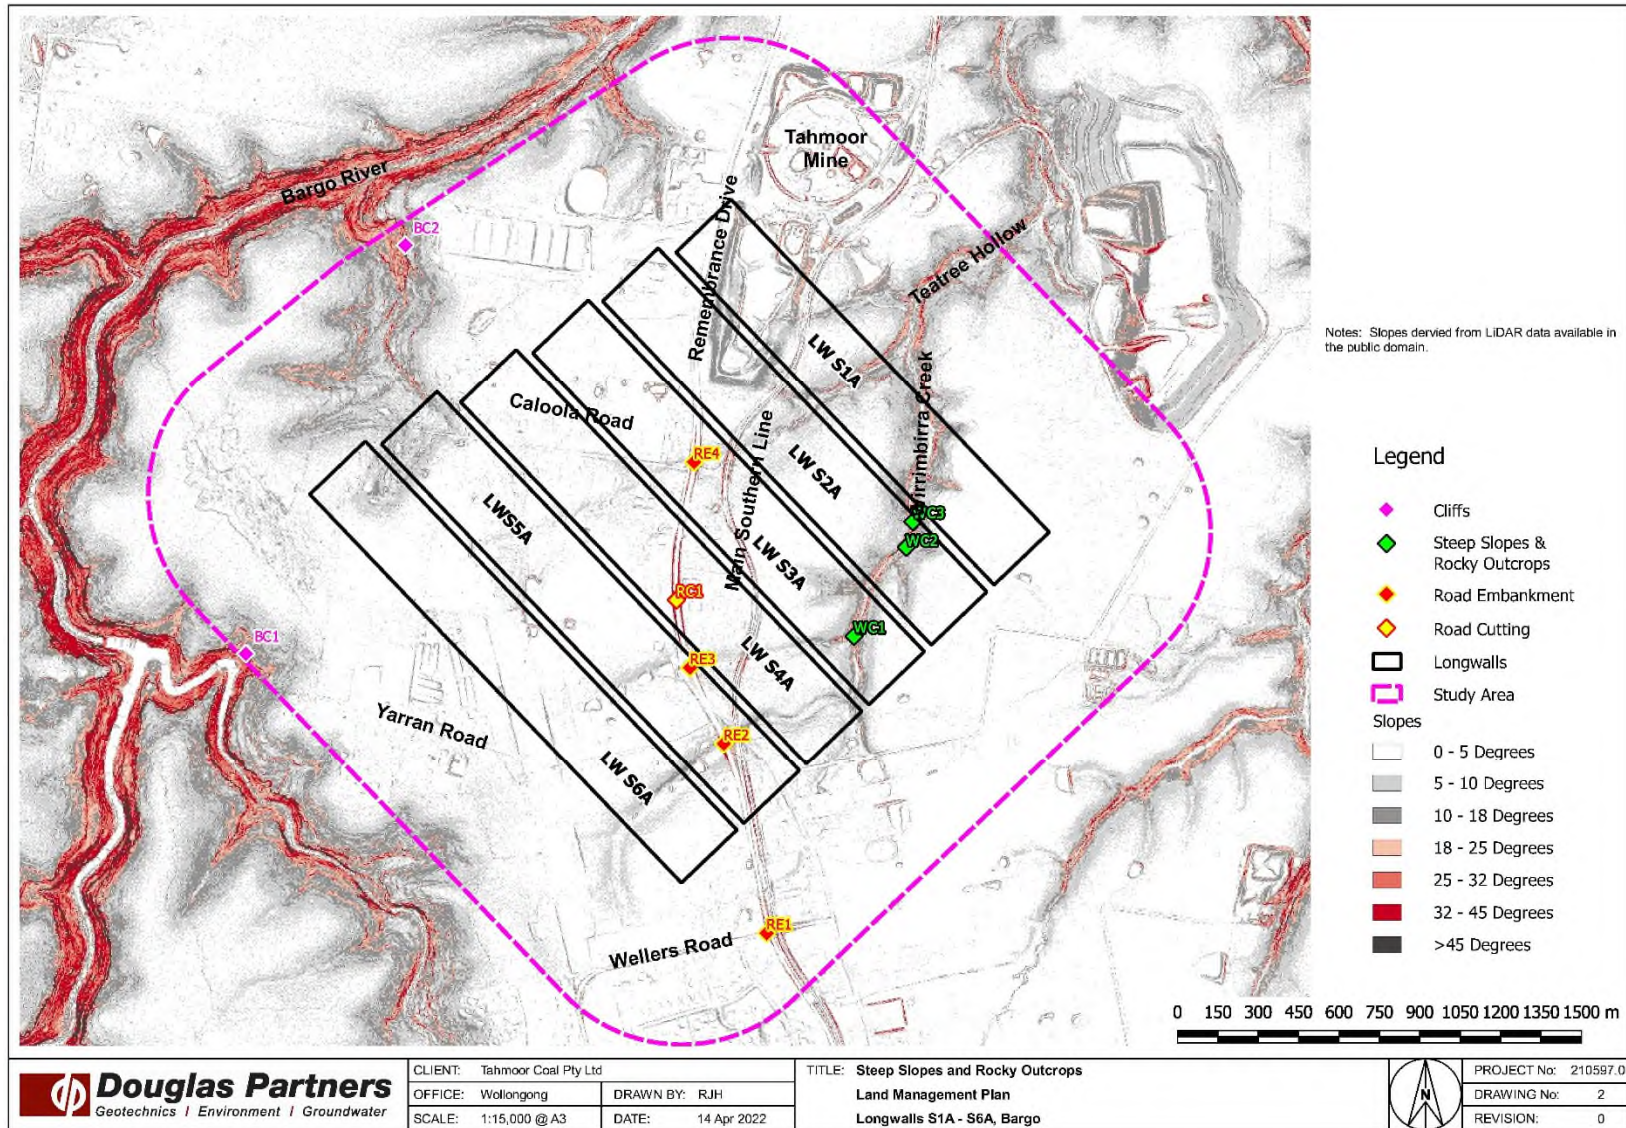 Tahmoor
Mine
Bargo River
BC2
Remembrance Drive
Teatree Hollow
LW S1A
Wirrimbirra Creek
Caloola Road
Main Southern Line
RE4
LW S2A
WC3
WC2
LWS5A
LW S3A
RC1
WC1
BC1
RE3
LW S4A
Yarran Road
RE2
LW S6A
RE1
Wellers Road
Notes: Slopes dervied from LiDAR data available in
the public domain.
Legend
Cliffs
Steep Slopes &
Rocky Outcrops
Road Embankment
Road Cutting
Longwalls
Study Area
Slopes
0 - 5 Degrees
5 - 10 Degrees
10 - 18 Degrees
18 - 25 Degrees
25 - 32 Degrees
32 - 45 Degrees
>45 Degrees
0 150 300 450 600 750 900 1050 1200 1350 1500 m
Douglas Partners
Geotechnics | Environment | Groundwater
CLIENT: Tahmoor Coal Pty Ltd
OFFICE: Wollongong
DRAWN BY: RJH
SCALE: 1:15,000 @ A3
DATE: 14 Apr 2022
TITLE: Steep Slopes and Rocky Outcrops
Land Management Plan
Longwalls S1A - S6A, Bargo
N
PROJECT No: 210597.0
DRAWING No: 2
REVISION: 0